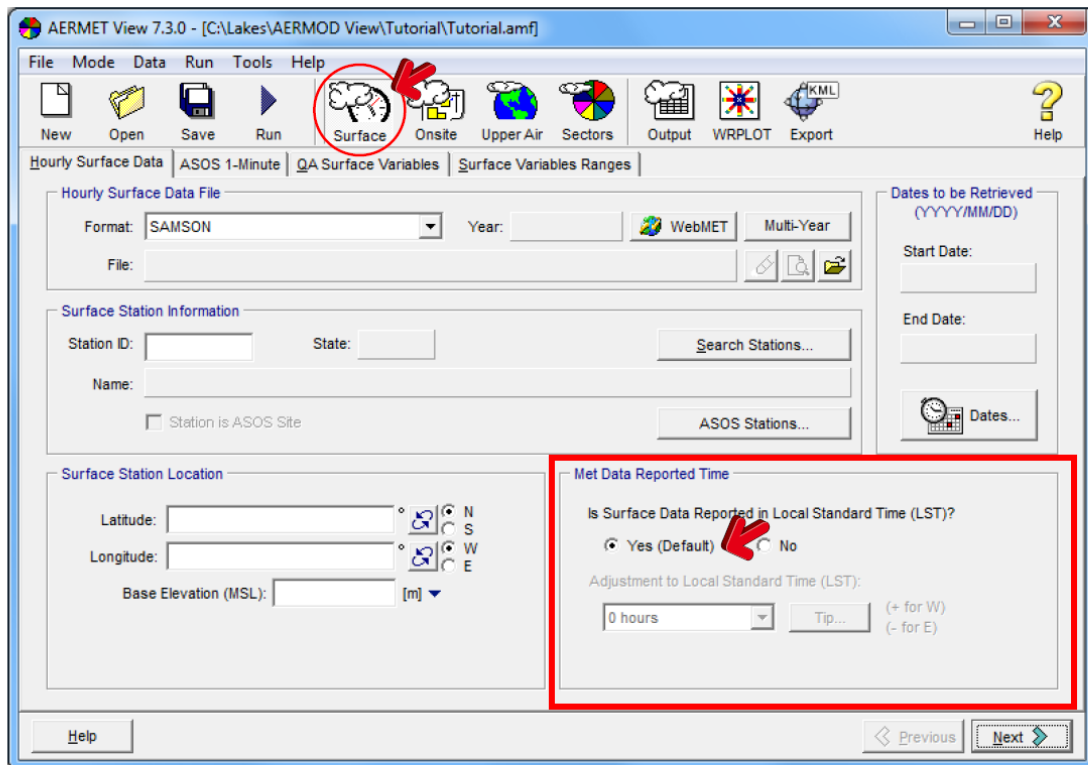 AERMET View 7.3.0 - [C:\Lakes\AERMOD View\Tutorial\Tutorial.amf]
File Mode Data Run Tools Help
KML
New Open Save Run Surface Onsite Upper Air Sectors Output WRPLOT Export Help
Hourly Surface Data ASOS 1-Minute QA Surface Variables Surface Variables Ranges
Hourly Surface Data File
Format: SAMSON Year: WebMET Multi-Year
File:
Dates to be Retrieved
(YYYY/MM/DD)
Start Date:
End Date:
Dates...
Surface Station Information
Station ID: State: Search Stations...
Name:
Station is ASOS Site ASOS Stations...
Surface Station Location
Latitude: ° N
S
Longitude: ° W
E
Base Elevation (MSL): [m]
Met Data Reported Time
Is Surface Data Reported in Local Standard Time (LST)?
Yes (Default) No
Adjustment to Local Standard Time (LST):
0 hours Tip... (+ for W)
(- for E)
Help Previous Next